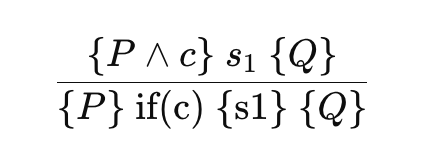 {P ∧ c} s₁ {Q}
{P} if(c) {s1} {Q}